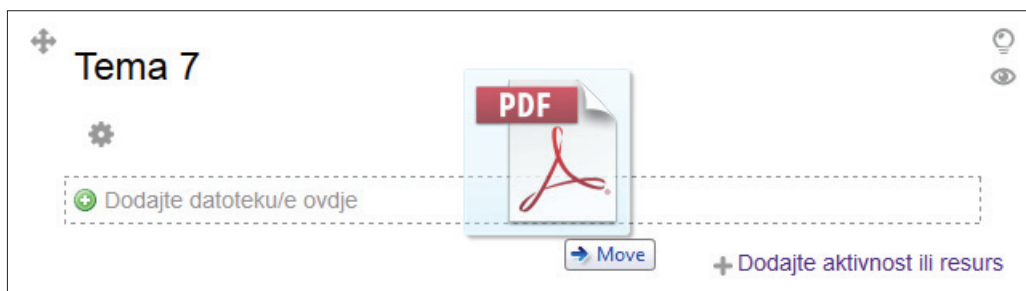 Tema 7
PDF
Dodajte datoteku/e ovdje
Move
Dodajte aktivnost ili resurs